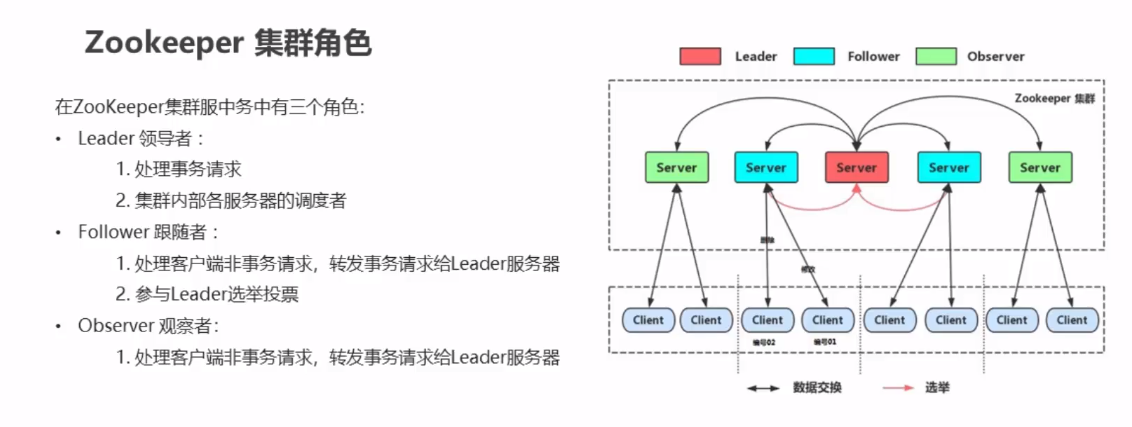 Zookeeper 集群角色
在ZooKeeper集群服中务中有三个角色：
• Leader 领导者：
1. 处理事务请求
2. 集群内部各服务器的调度者
• Follower 跟随者：
1. 处理客户端非事务请求，转发事务请求给Leader服务器
2. 参与Leader选举投票
• Observer 观察者：
1. 处理客户端非事务请求，转发事务请求给Leader服务器
Leader Follower Observer
Zookeeper 集群
Server Server Server Server Server
删除
修改
Client Client Client Client Client Client Client Client
编号02 编号01
数据交换 选举